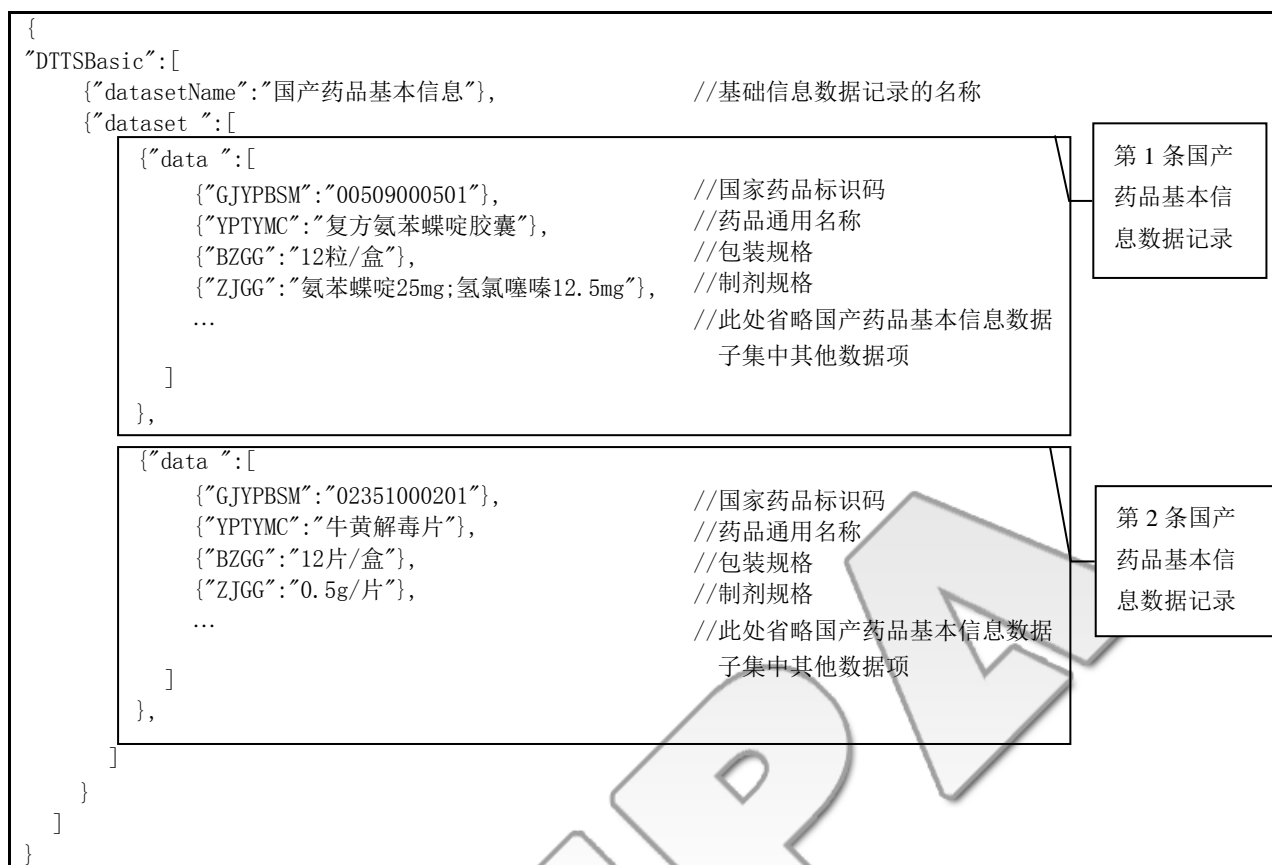 {
"DTTSBasic":[
{"datasetName":"国产药品基本信息"}, //基础信息数据记录的名称
{"dataset ":[
{"data ":[
{"GJYPBSM":"00509000501"}, //国家药品标识码
{"YPTYMC":"复方氨苯蝶啶胶囊"}, //药品通用名称
{"BZGG":"12粒/盒"}, //包装规格
{"ZJGG":"氨苯蝶啶25mg;氢氯噻嗪12.5mg"}, //制剂规格
… //此处省略国产药品基本信息数据
子集中其他数据项
]
},
第 1 条国产
药品基本信
息数据记录
{"data ":[
{"GJYPBSM":"02351000201"}, //国家药品标识码
{"YPTYMC":"牛黄解毒片"}, //药品通用名称
{"BZGG":"12片/盒"}, //包装规格
{"ZJGG":"0.5g/片"}, //制剂规格
… //此处省略国产药品基本信息数据
子集中其他数据项
]
},
第 2 条国产
药品基本信
息数据记录
]
}
]
}